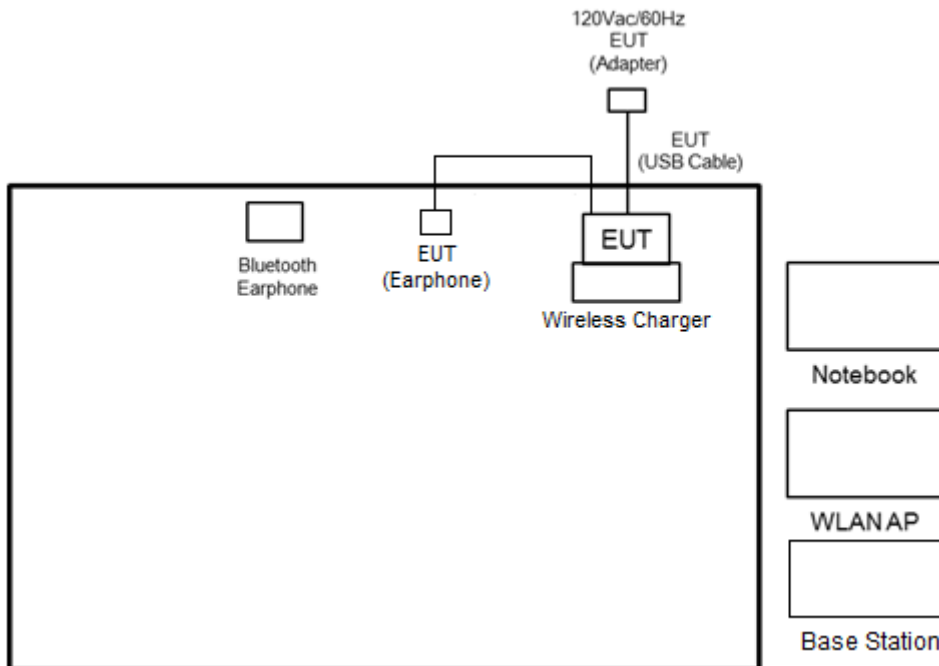 120Vac/60Hz
EUT
(Adapter)
EUT
(USB Cable)
EUT
Bluetooth
Earphone
EUT
(Earphone)
Wireless Charger
Notebook
WLAN AP
Base Station